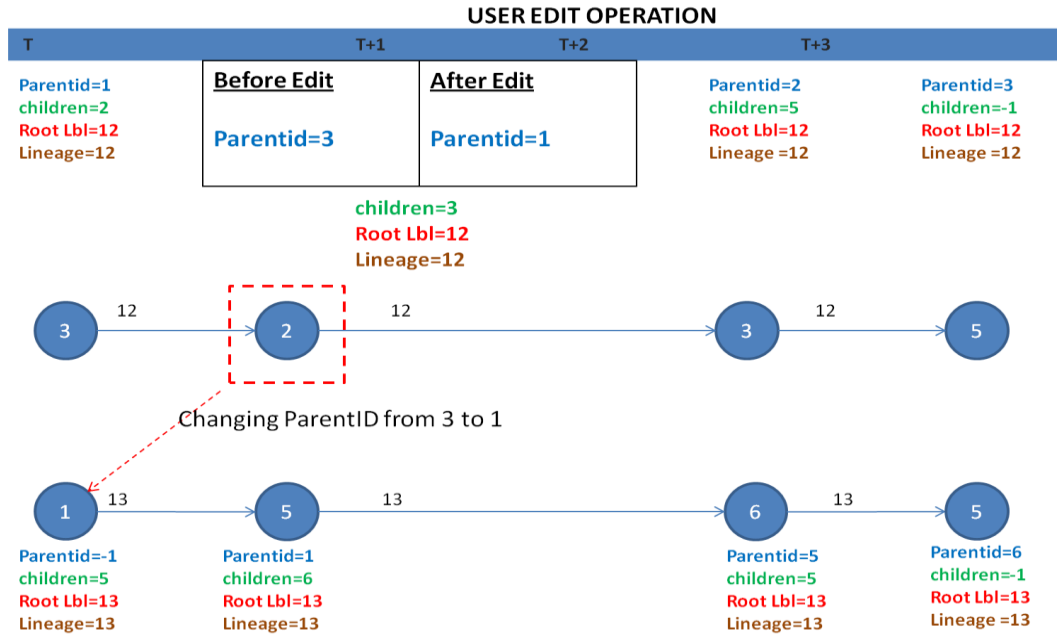 USER EDIT OPERATION
T T+1 T+2 T+3
Parentid=1
children=2
Root Lbl=12
Lineage=12
Before Edit
Parentid=3
After Edit
Parentid=1
Parentid=2
children=5
Root Lbl=12
Lineage =12
Parentid=3
children=-1
Root Lbl=12
Lineage =12
children=3
Root Lbl=12
Lineage=12
3 12 2 12 3 12 5
Changing ParentID from 3 to 1
1 13 5 13 6 13 5
Parentid=-1
children=5
Root Lbl=13
Lineage=13
Parentid=1
children=6
Root Lbl=13
Lineage=13
Parentid=5
children=5
Root Lbl=13
Lineage=13
Parentid=6
children=-1
Root Lbl=13
Lineage =13